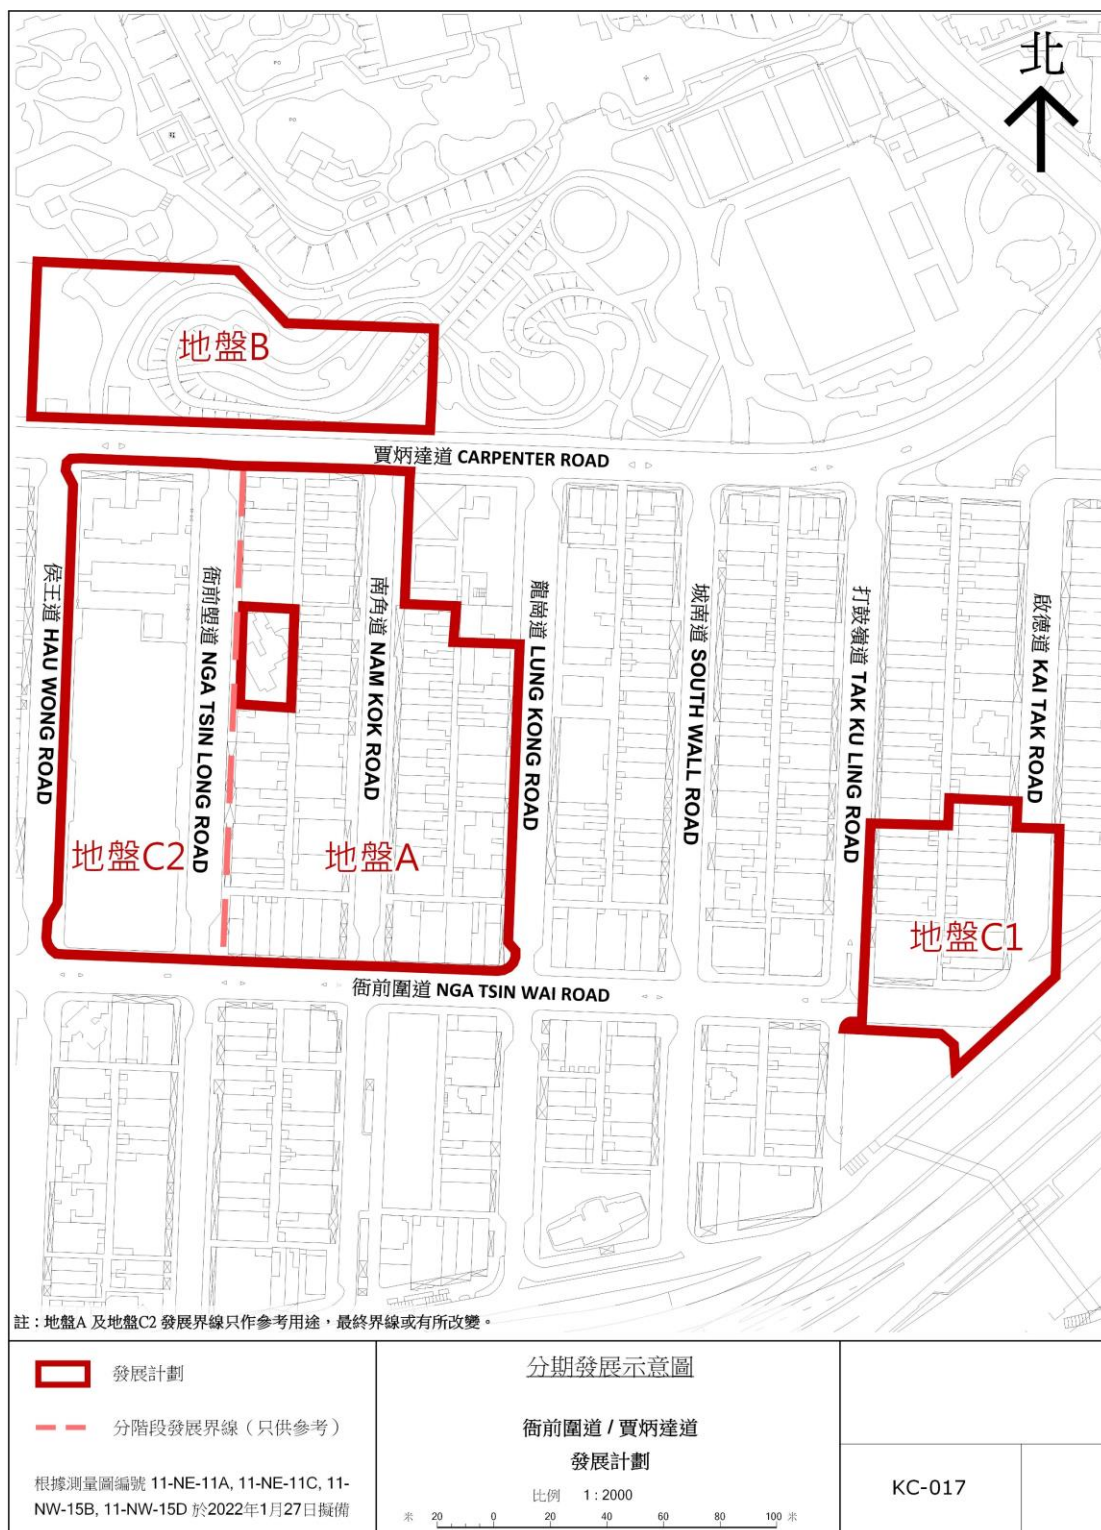 北
地盤B
賈炳達道 CARPENTER ROAD
侯王道 HAU WONG ROAD
衙前塱道 NGA TSIN LONG ROAD
南角道 NAM KOK ROAD
龍崗道 LUNG KONG ROAD
城南道 SOUTH WALL ROAD
打鼓嶺道 TAK KU LING ROAD
啟德道 KAI TAK ROAD
地盤C2
地盤A
地盤C1
衙前圍道 NGA TSIN WAI ROAD
註：地盤A 及地盤C2 發展界線只作參考用途，最終界線或有所改變。
發展計劃
分階段發展界線（只供參考）
根據測量圖編號 11-NE-11A, 11-NE-11C, 11-
NW-15B, 11-NW-15D 於2022年1月27日擬備
分期發展示意圖
衙前圍道 / 賈炳達道
發展計劃
比例 1 : 2000
米 20 0 20 40 60 80 100 米
KC-017